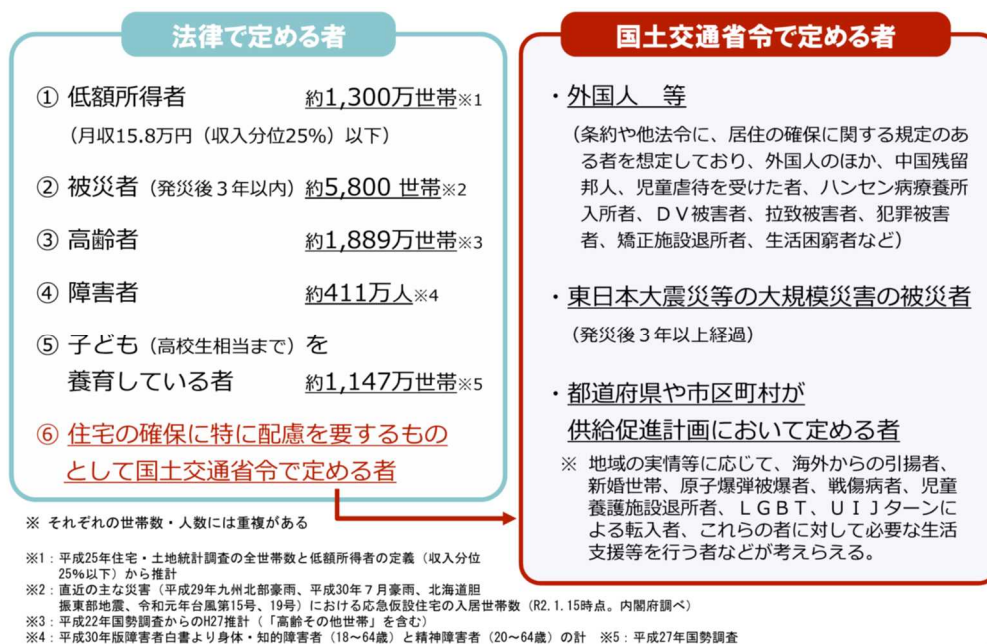 法律で定める者
① 低額所得者 約1,300万世帯※1
（月収15.8万円（収入分位25%）以下）
② 被災者（発災後３年以内）約5,800 世帯※2
③ 高齢者 約1,889万世帯※3
④ 障害者 約411万人※4
⑤ 子ども（高校生相当まで）を
養育している者 約1,147万世帯※5
⑥ 住宅の確保に特に配慮を要するもの
として国土交通省令で定める者
国土交通省令で定める者
・外国人　等
（条約や他法令に、居住の確保に関する規定のあ
る者を想定しており、外国人のほか、中国残留
邦人、児童虐待を受けた者、ハンセン病療養所
入所者、ＤＶ被害者、拉致被害者、犯罪被害
者、矯正施設退所者、生活困窮者など）
・東日本大震災等の大規模災害の被災者
（発災後３年以上経過）
・都道府県や市区町村が
供給促進計画において定める者
※ 地域の実情等に応じて、海外からの引揚者、
新婚世帯、原子爆弾被爆者、戦傷病者、児童
養護施設退所者、ＬＧＢＴ、ＵＩＪターンに
よる転入者、これらの者に対して必要な生活
支援等を行う者などが考えらえる。
※ それぞれの世帯数・人数には重複がある
※1：平成25年住宅・土地統計調査の全世帯数と低額所得者の定義（収入分位
25%以下）から推計
※2：直近の主な災害（平成29年九州北部豪雨、平成30年７月豪雨、北海道胆
振東部地震、令和元年台風第15号、19号）における応急仮設住宅の入居世帯数（R2.1.15時点。内閣府調べ）
※3：平成22年国勢調査からのH27推計（「高齢その他世帯」を含む）
※4：平成30年版障害者白書より身体・知的障害者（18～64歳）と精神障害者（20～64歳）の計　※5：平成27年国勢調査